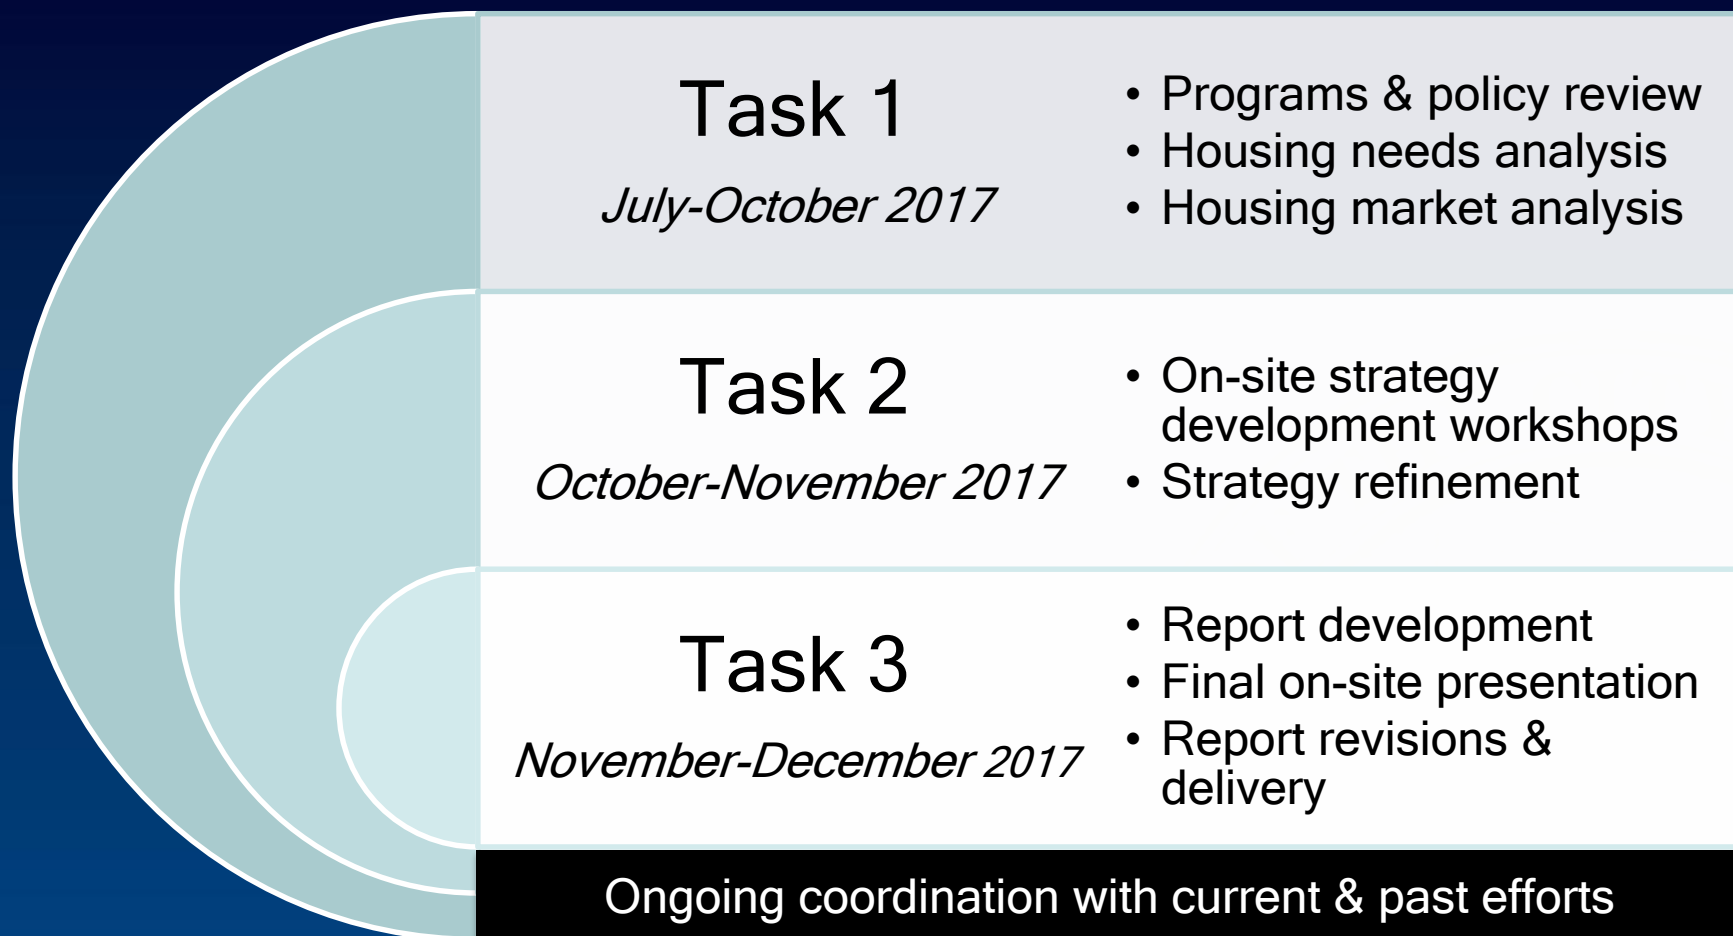 Task 1
July-October 2017
• Programs & policy review
• Housing needs analysis
• Housing market analysis
Task 2
October-November 2017
• On-site strategy
development workshops
• Strategy refinement
Task 3
November-December 2017
• Report development
• Final on-site presentation
• Report revisions &
delivery
Ongoing coordination with current & past efforts